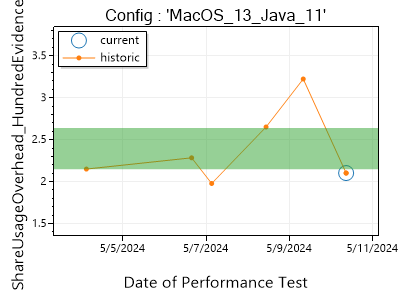 Config : 'MacOS_13_Java_11'
current
historic
ShareUsageOverhead_HundredEvidence
3.5
3
2.5
2
1.5
5/5/2024
5/7/2024
5/9/2024
5/11/2024
Date of Performance Test